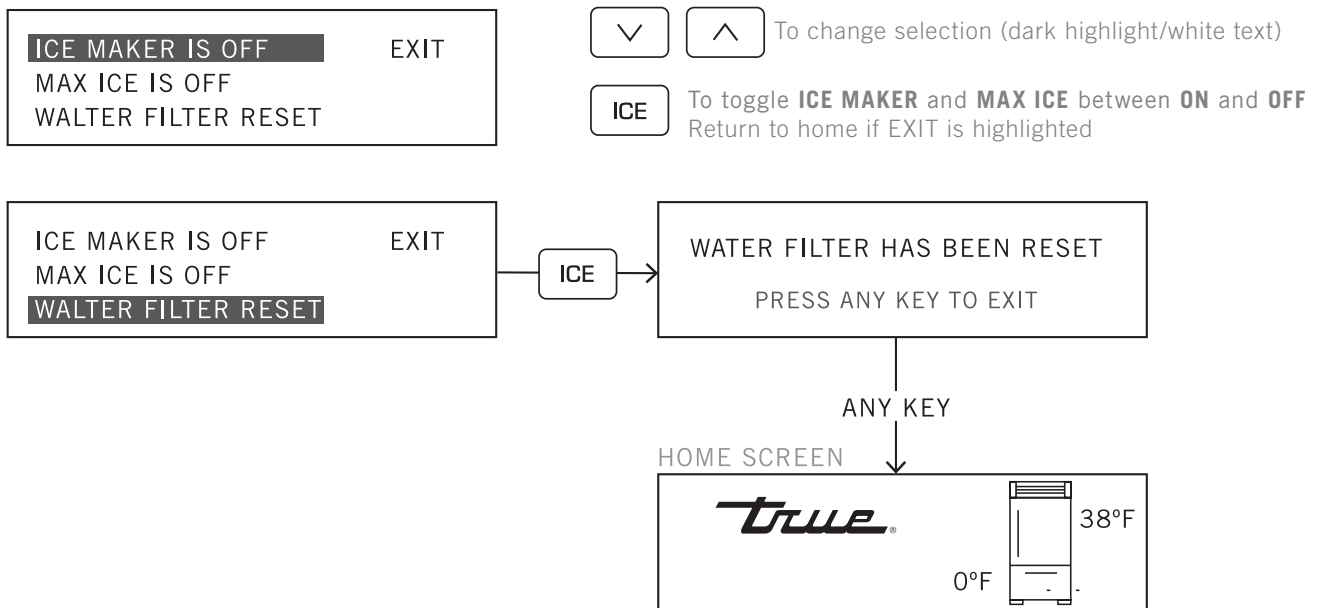 ICE MAKER IS OFF EXIT
MAX ICE IS OFF
WALTER FILTER RESET
To change selection (dark highlight/white text)
ICE To toggle ICE MAKER and MAX ICE between ON and OFF
Return to home if EXIT is highlighted
ICE MAKER IS OFF EXIT
MAX ICE IS OFF
WALTER FILTER RESET
ICE
WATER FILTER HAS BEEN RESET
PRESS ANY KEY TO EXIT
ANY KEY
HOME SCREEN
true®
38°F
0°F